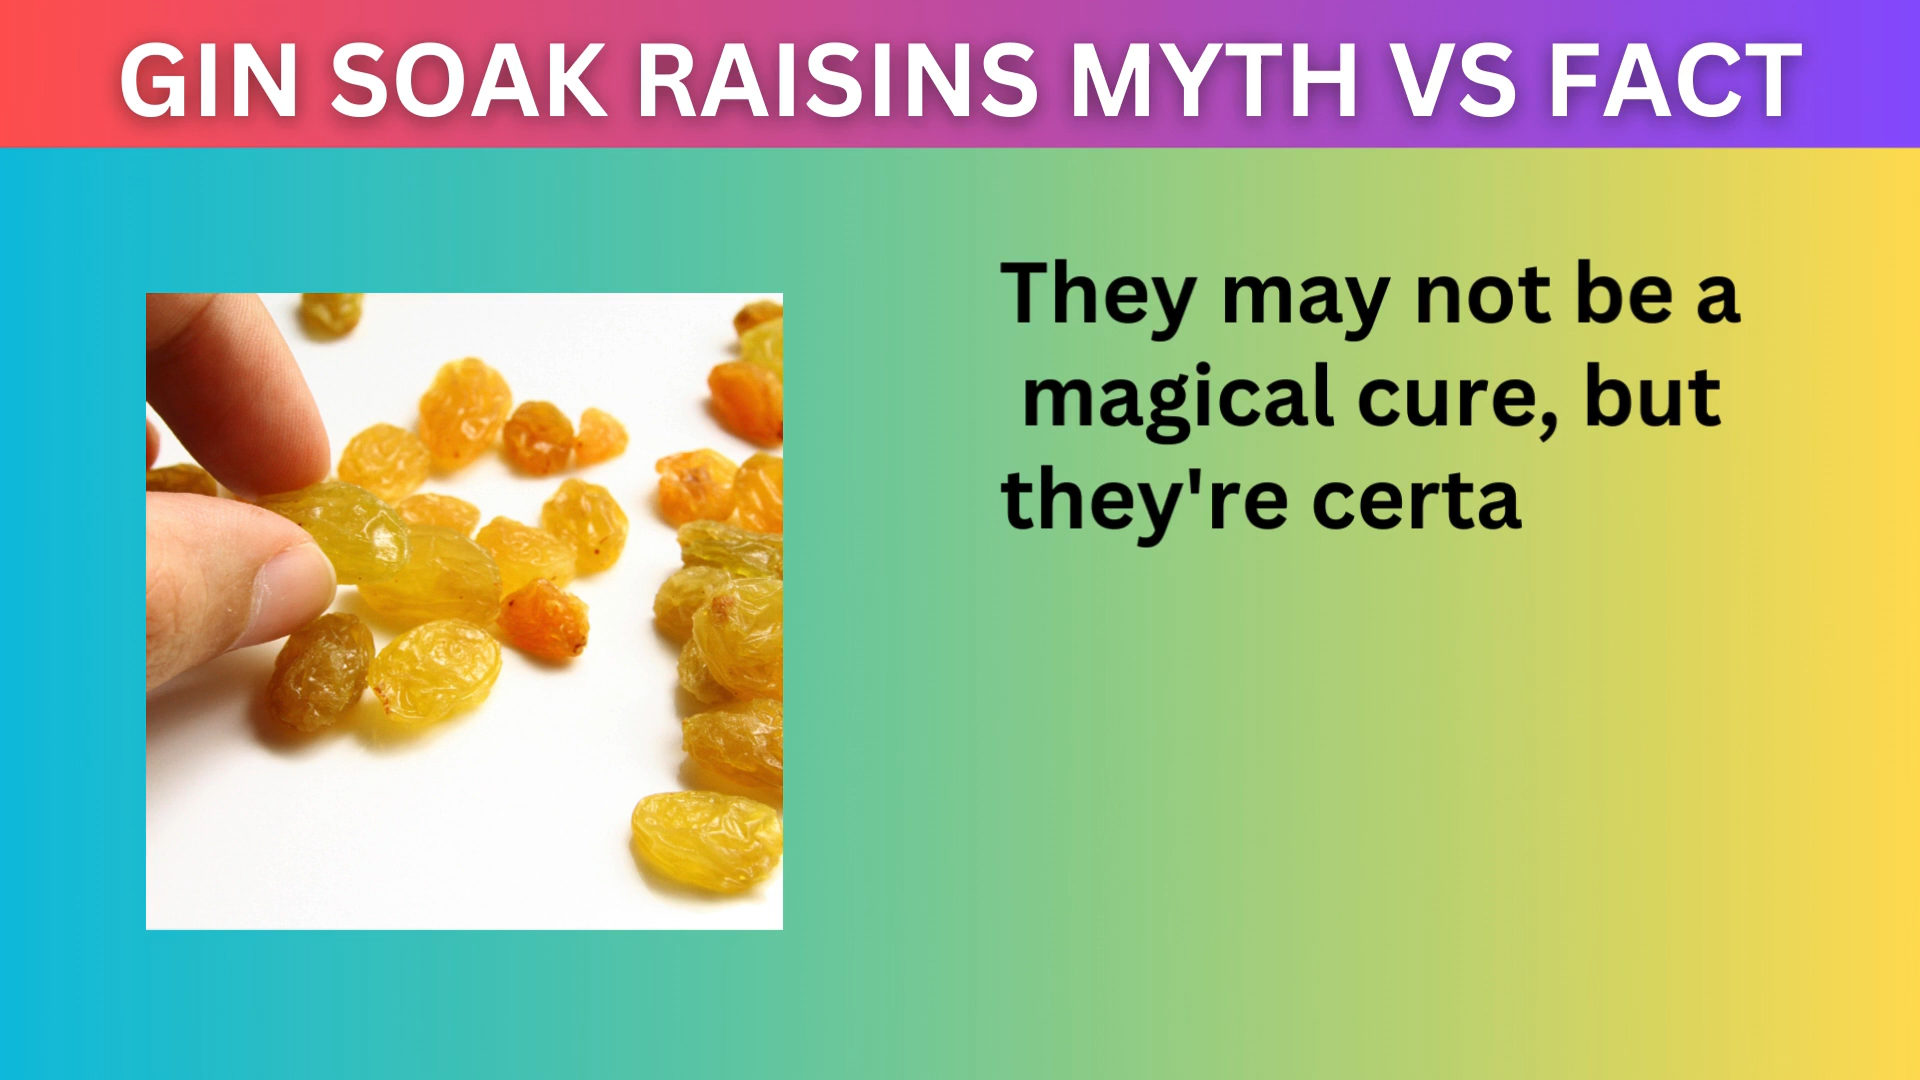 GIN SOAK RAISINS MYTH VS FACT
They may not be a
magical cure, but
they're certa